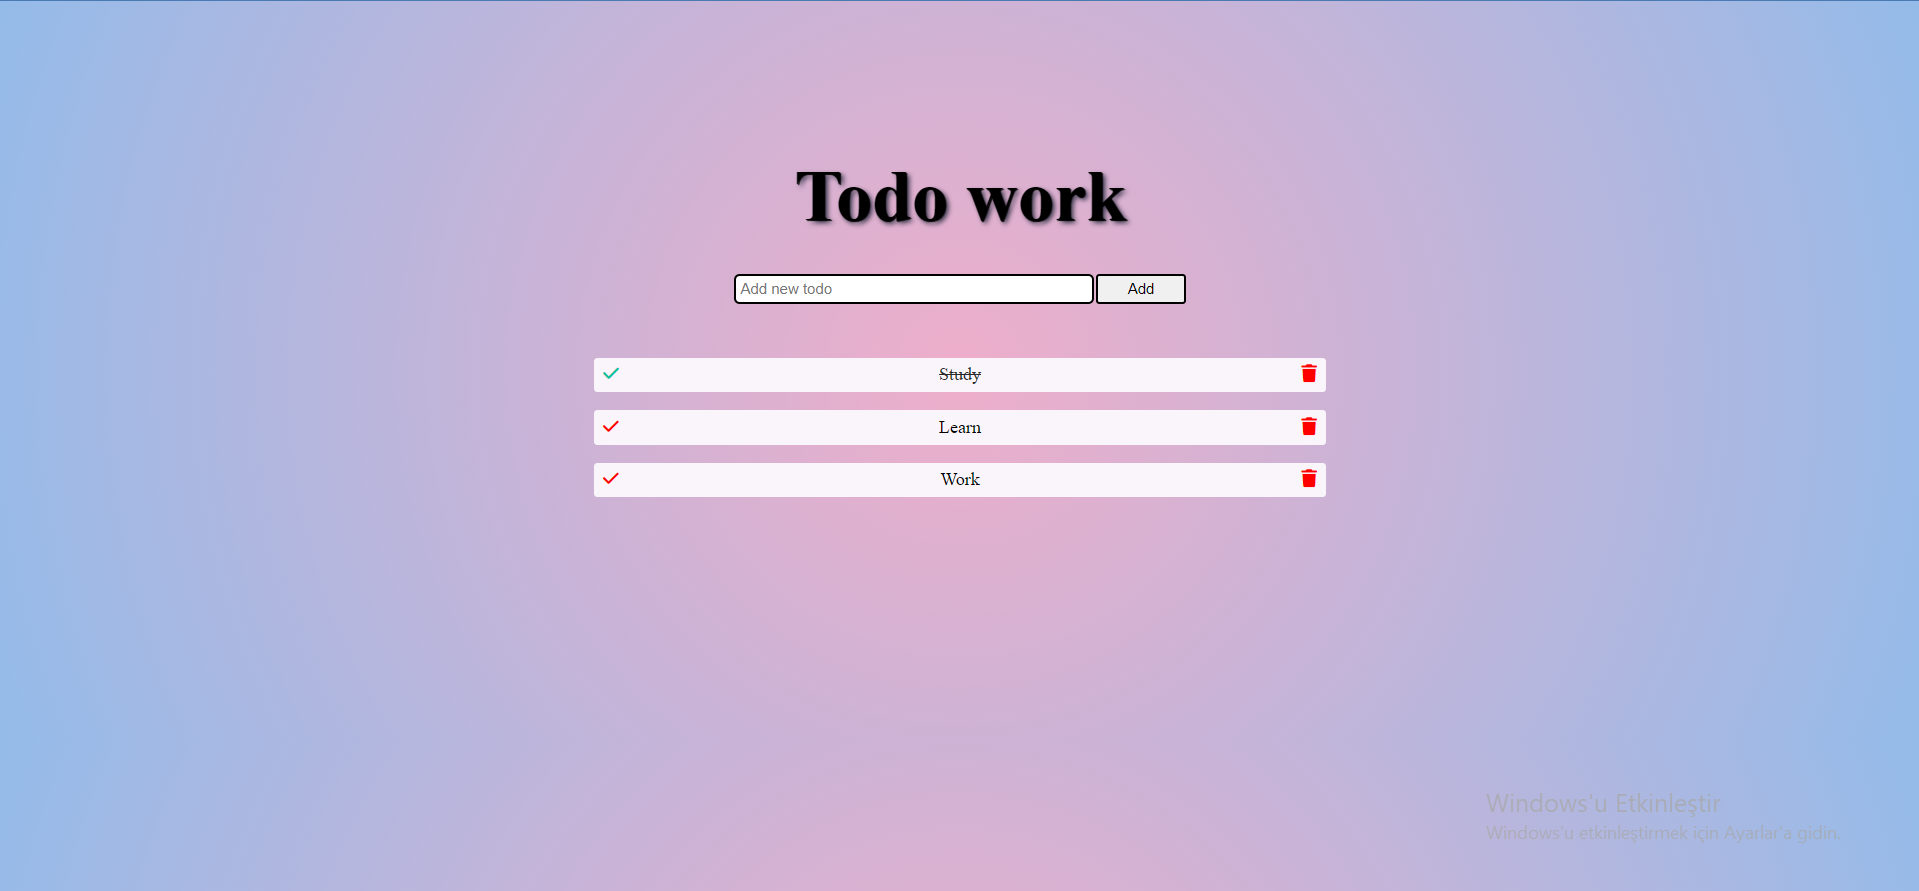 Todo work
Add new todo
Add
Study
Learn
Work
Windows'u Etkinleştir
Windows'u etkinleştirmek için Ayarlar'a gidin.